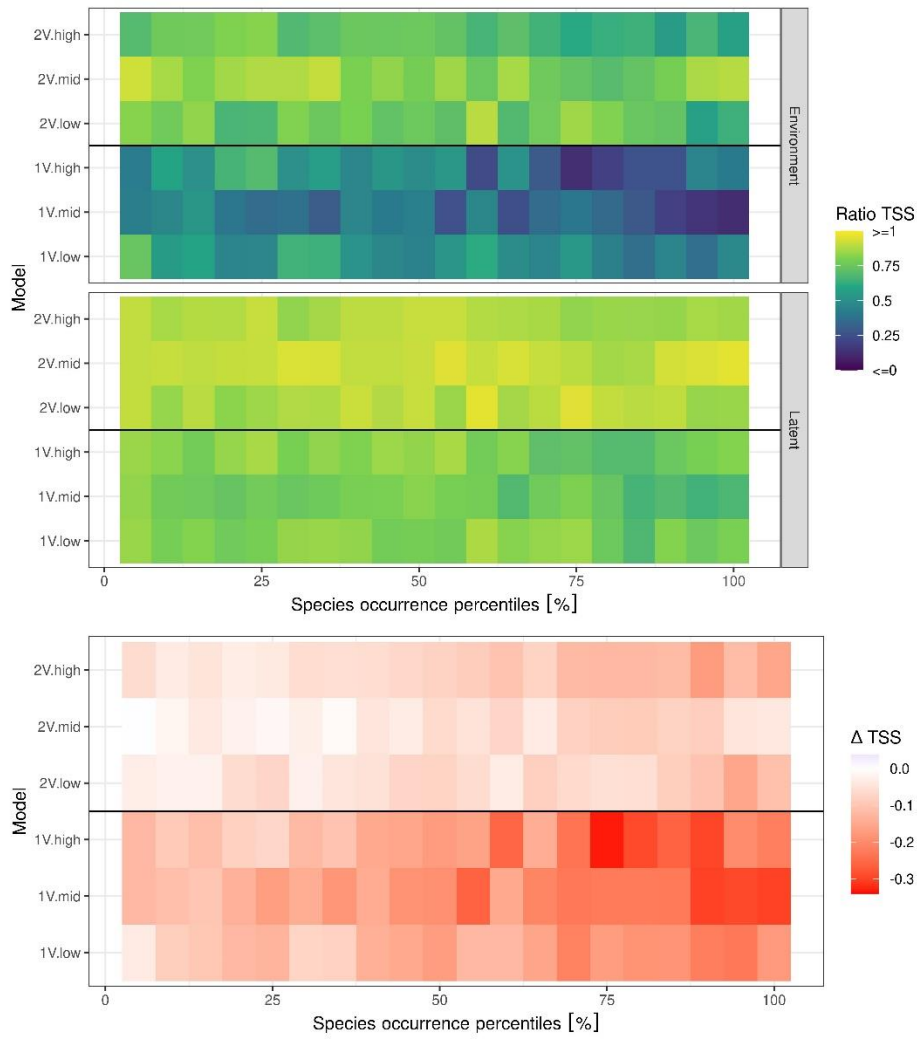 2V.high
2V.mid
2V.low
1V.high
1V.mid
1V.low
Environment
Model
2V.high
2V.mid
2V.low
1V.high
1V.mid
1V.low
Latent
0
25
50
75
100
Species occurrence percentiles [%]
Ratio TSS
>=1
0.75
0.5
0.25
<=0
2V.high
2V.mid
2V.low
1V.high
1V.mid
1V.low
Model
0
25
50
75
100
Species occurrence percentiles [%]
Δ TSS
0.0
-0.1
-0.2
-0.3